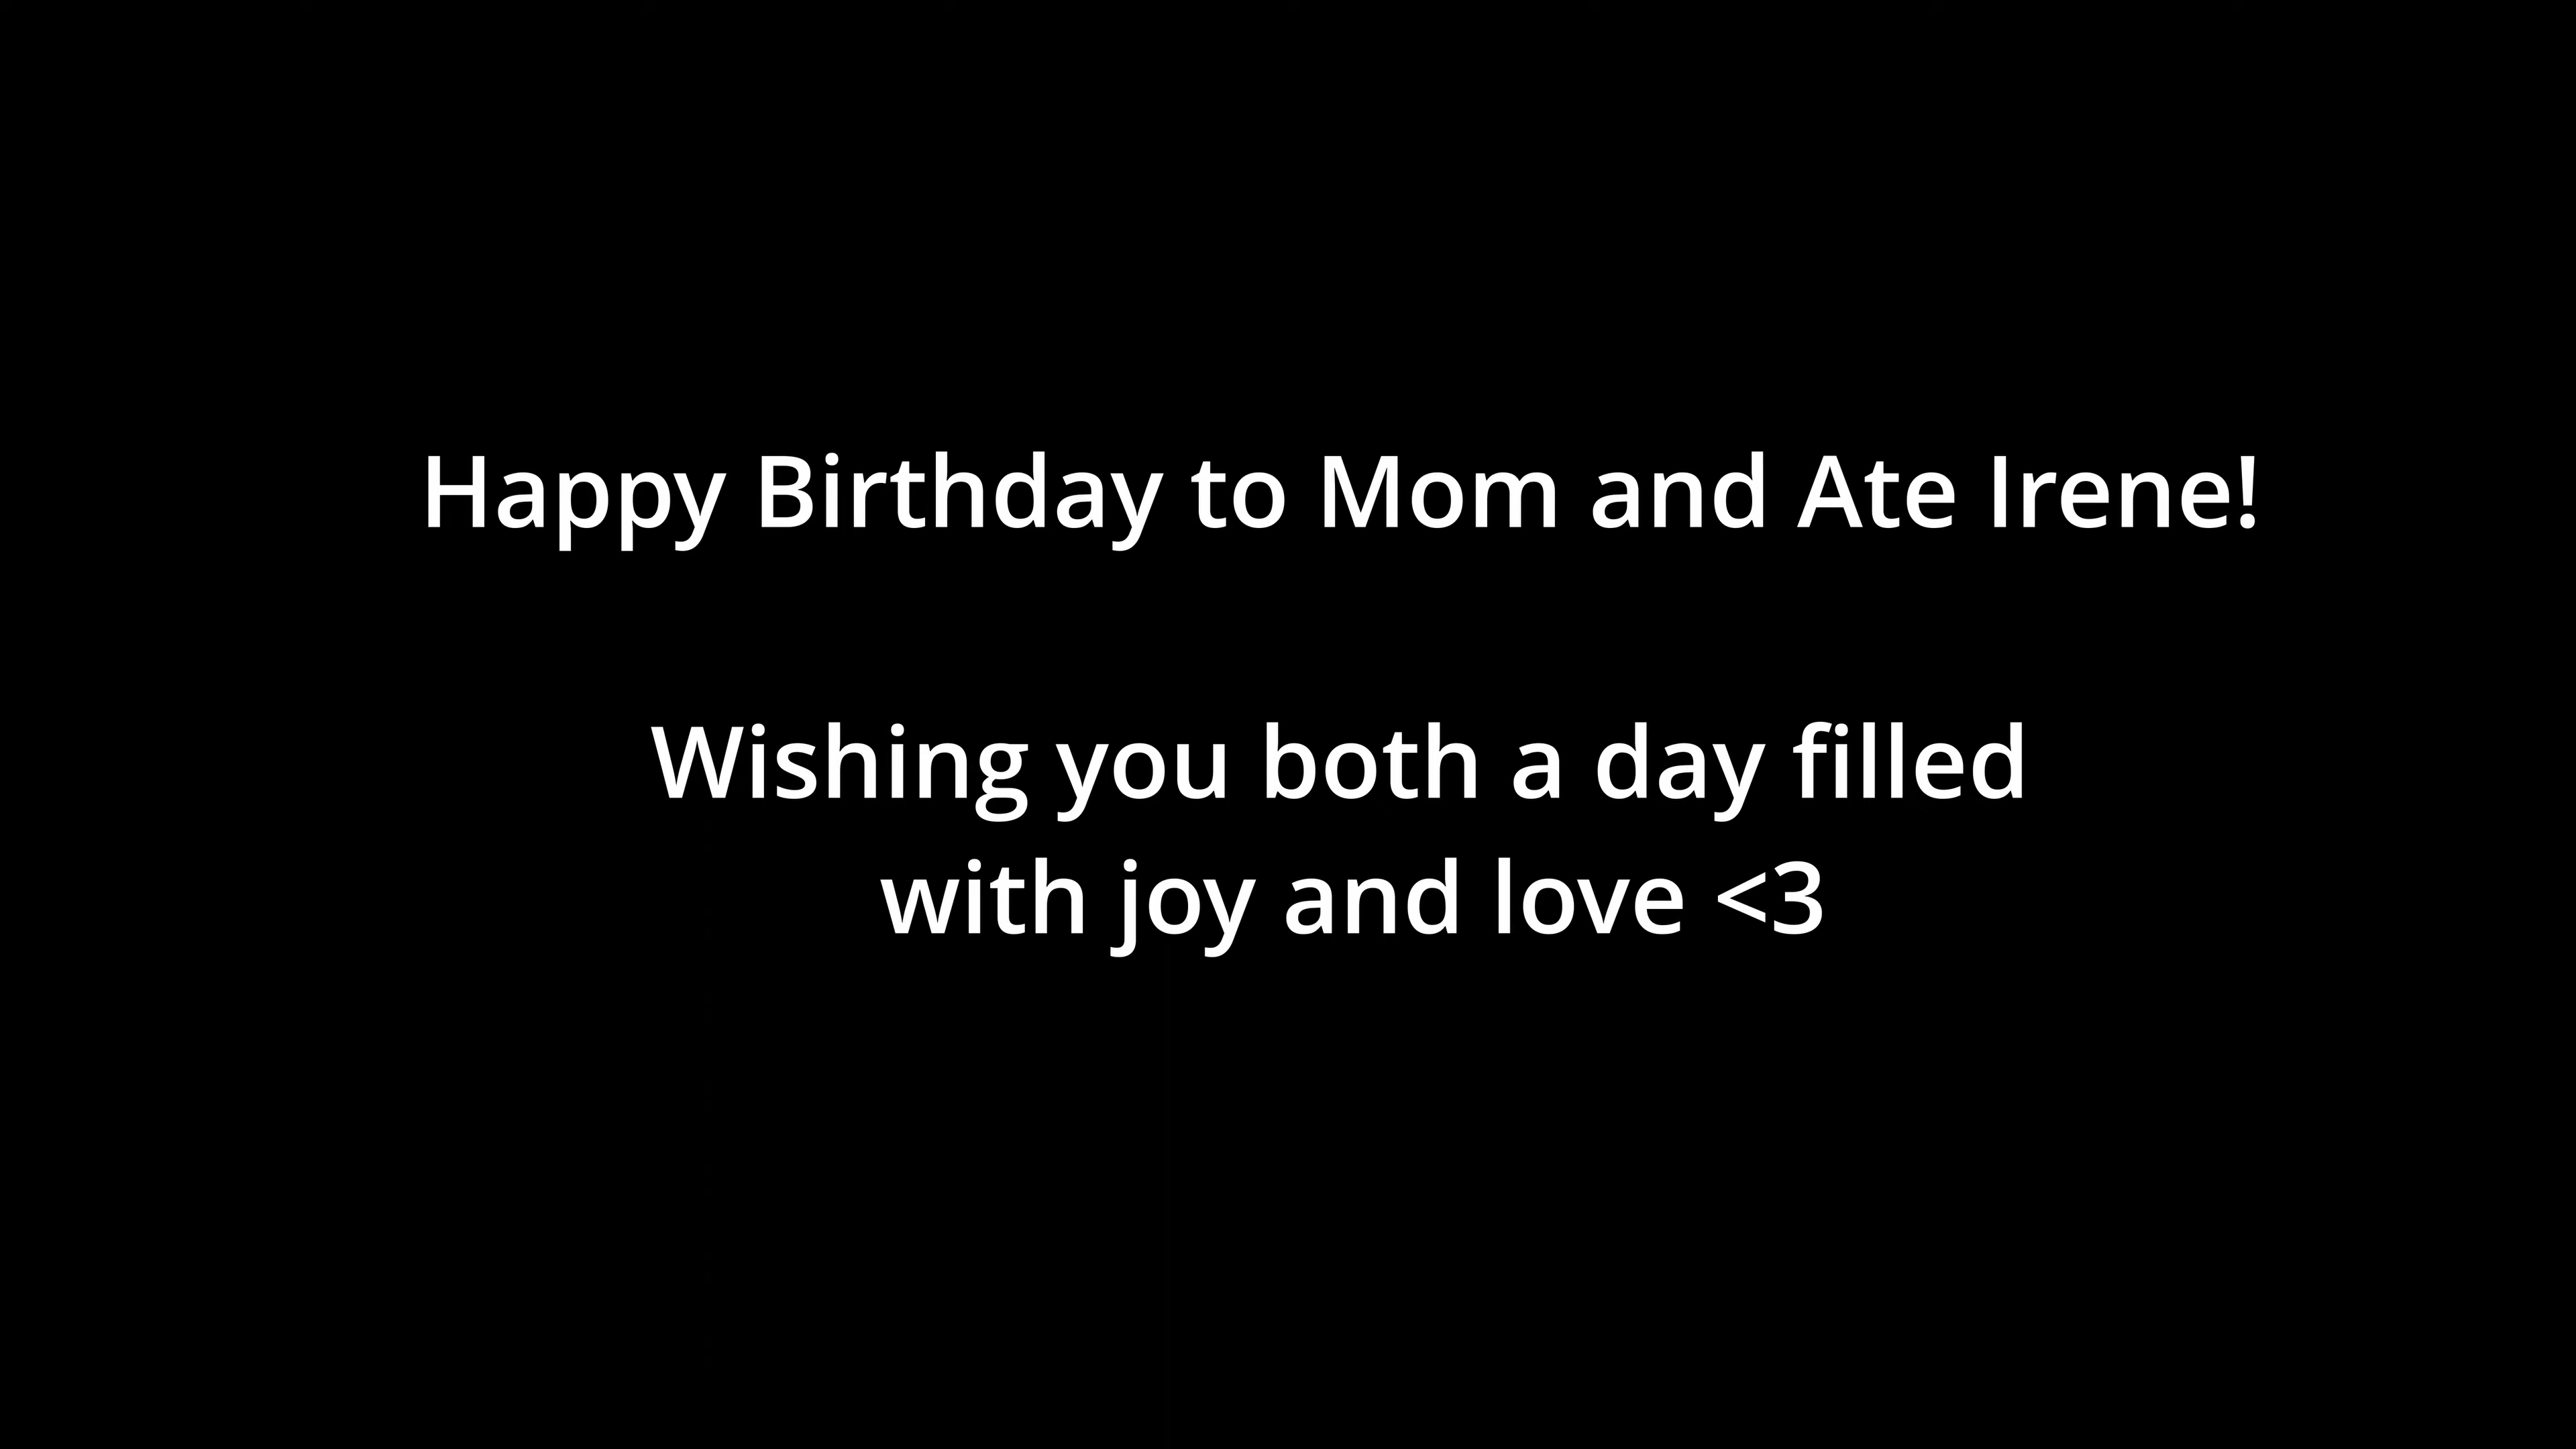 Happy Birthday to Mom and Ate Irene!
Wishing you both a day filled
with joy and love <3